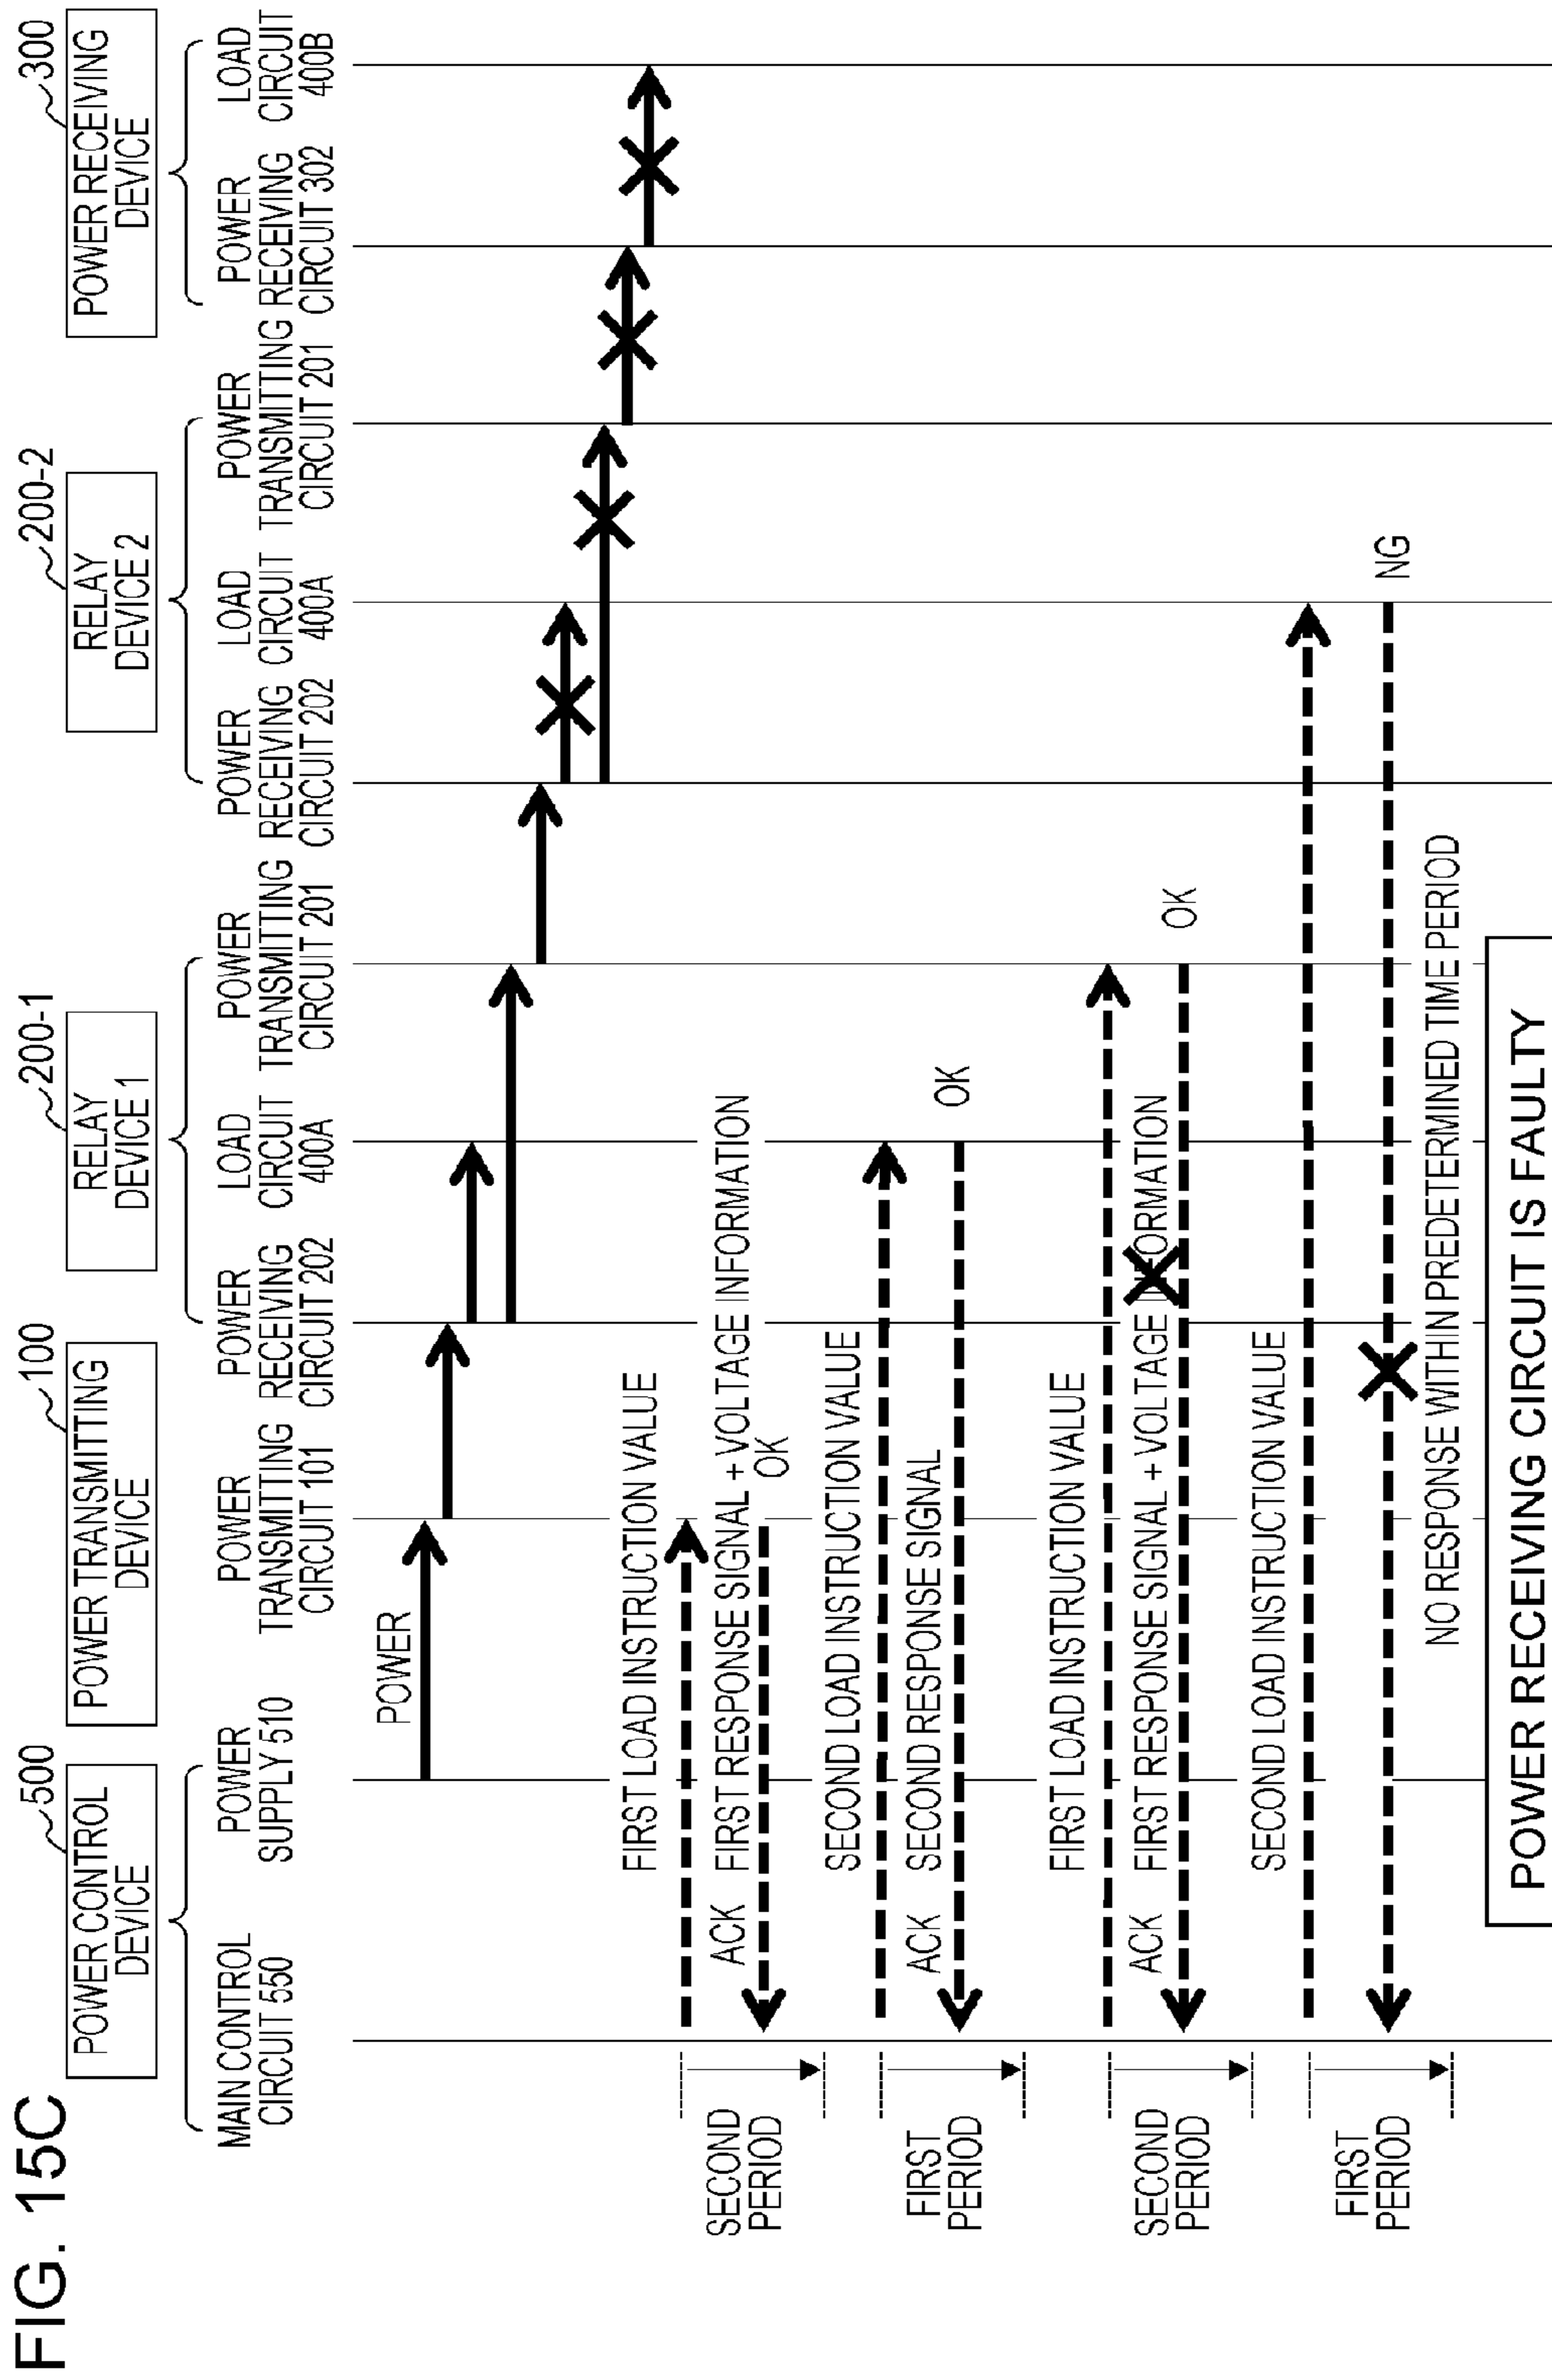 FIG. 15C
500
POWER CONTROL
DEVICE
100
POWER TRANSMITTING
DEVICE
200-1
RELAY
DEVICE 1
200-2
RELAY
DEVICE 2
300
POWER RECEIVING
DEVICE
MAIN CONTROL
CIRCUIT 550
POWER
SUPPLY 510
POWER
TRANSMITTING
CIRCUIT 101
POWER
RECEIVING
CIRCUIT 202
LOAD
CIRCUIT
400A
POWER
TRANSMITTING
CIRCUIT 201
POWER
RECEIVING
CIRCUIT 202
LOAD
CIRCUIT
400A
POWER
TRANSMITTING
CIRCUIT 201
POWER
RECEIVING
CIRCUIT 302
LOAD
CIRCUIT
400B
POWER
SECOND
PERIOD
FIRST LOAD INSTRUCTION VALUE
ACK FIRST RESPONSE SIGNAL + VOLTAGE INFORMATION
OK
FIRST
PERIOD
SECOND LOAD INSTRUCTION VALUE
ACK SECOND RESPONSE SIGNAL
OK
SECOND
PERIOD
FIRST LOAD INSTRUCTION VALUE
ACK FIRST RESPONSE SIGNAL + VOLTAGE INFORMATION
OK
FIRST
PERIOD
SECOND LOAD INSTRUCTION VALUE
NG
NO RESPONSE WITHIN PREDETERMINED TIME PERIOD
POWER RECEIVING CIRCUIT IS FAULTY